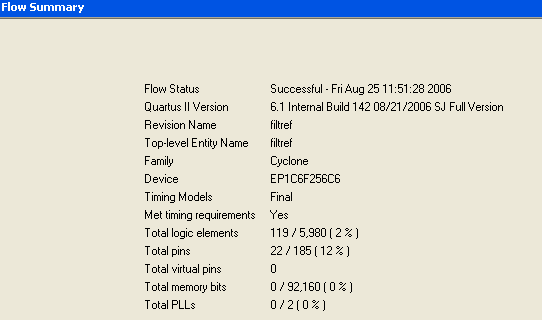 Flow Summary
Flow Status Successful - Fri Aug 25 11:51:28 2006
Quartus II Version 6.1 Internal Build 142 08/21/2006 SJ Full Version
Revision Name filtref
Top-level Entity Name filtref
Family Cyclone
Device EP1C6F256C6
Timing Models Final
Met timing requirements Yes
Total logic elements 119 / 5,980 ( 2 % )
Total pins 22 / 185 ( 12 % )
Total virtual pins 0
Total memory bits 0 / 92,160 ( 0 % )
Total PLLs 0 / 2 ( 0 % )